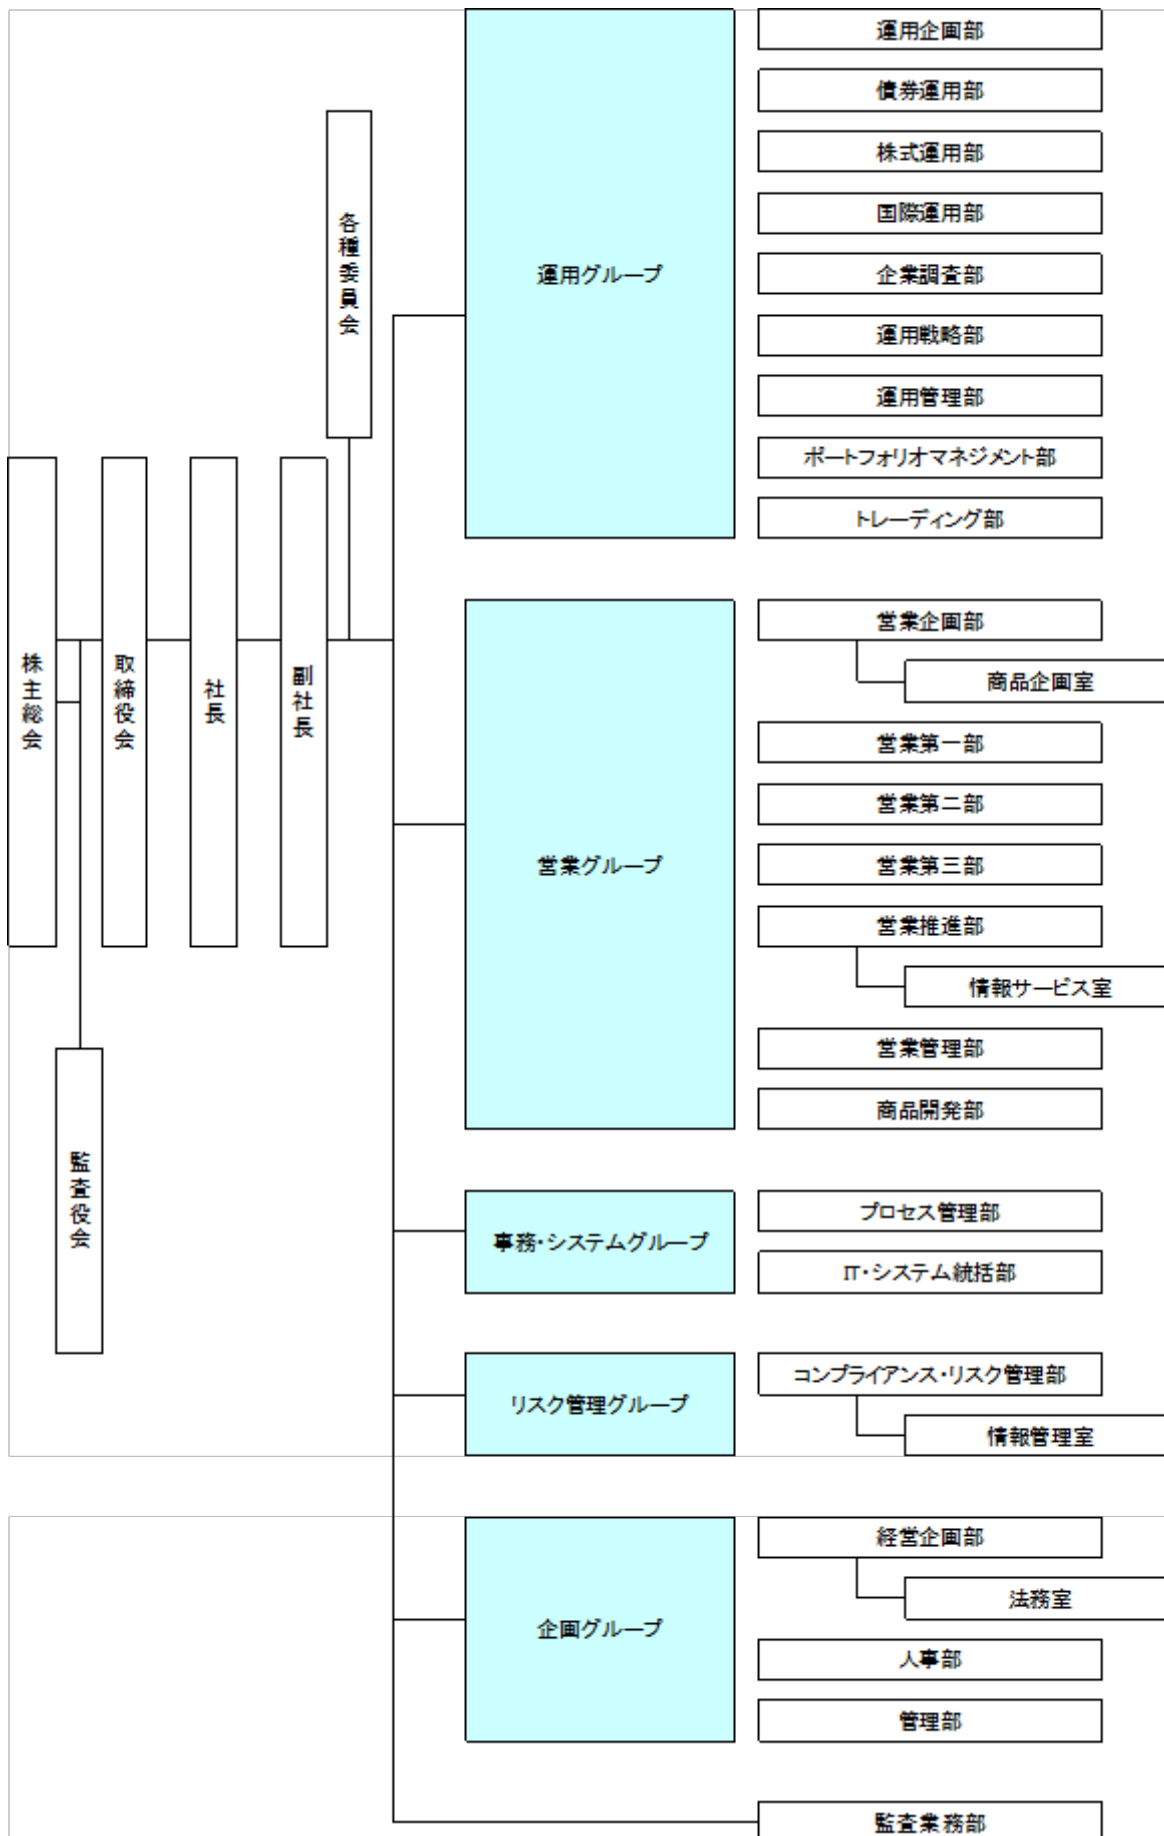 株主総会
監査役会
取締役会
社長
副社長
各種委員会
運用グループ
運用企画部
債券運用部
株式運用部
国際運用部
企業調査部
運用戦略部
運用管理部
ポートフォリオマネジメント部
トレーディング部
営業グループ
営業企画部
商品企画室
営業第一部
営業第二部
営業第三部
営業推進部
情報サービス室
営業管理部
商品開発部
事務・システムグループ
プロセス管理部
IT・システム統括部
リスク管理グループ
コンプライアンス・リスク管理部
情報管理室
企画グループ
経営企画部
法務室
人事部
管理部
監査業務部